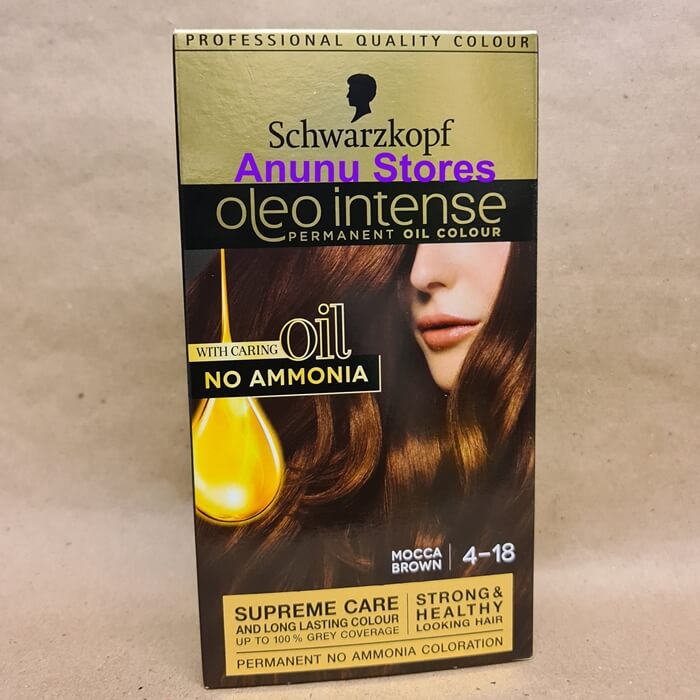 PROFESSIONAL QUALITY COLOUR
Schwarzkopf
Anunu Stores
oleo intense
PERMANENT OIL COLOUR
WITH CARING oil
NO AMMONIA
MOCCA
BROWN
4-18
SUPREME CARE
AND LONG LASTING COLOUR
UP TO 100% GREY COVERAGE
STRONG &
HEALTHY
LOOKING HAIR
PERMANENT NO AMMONIA COLORATION